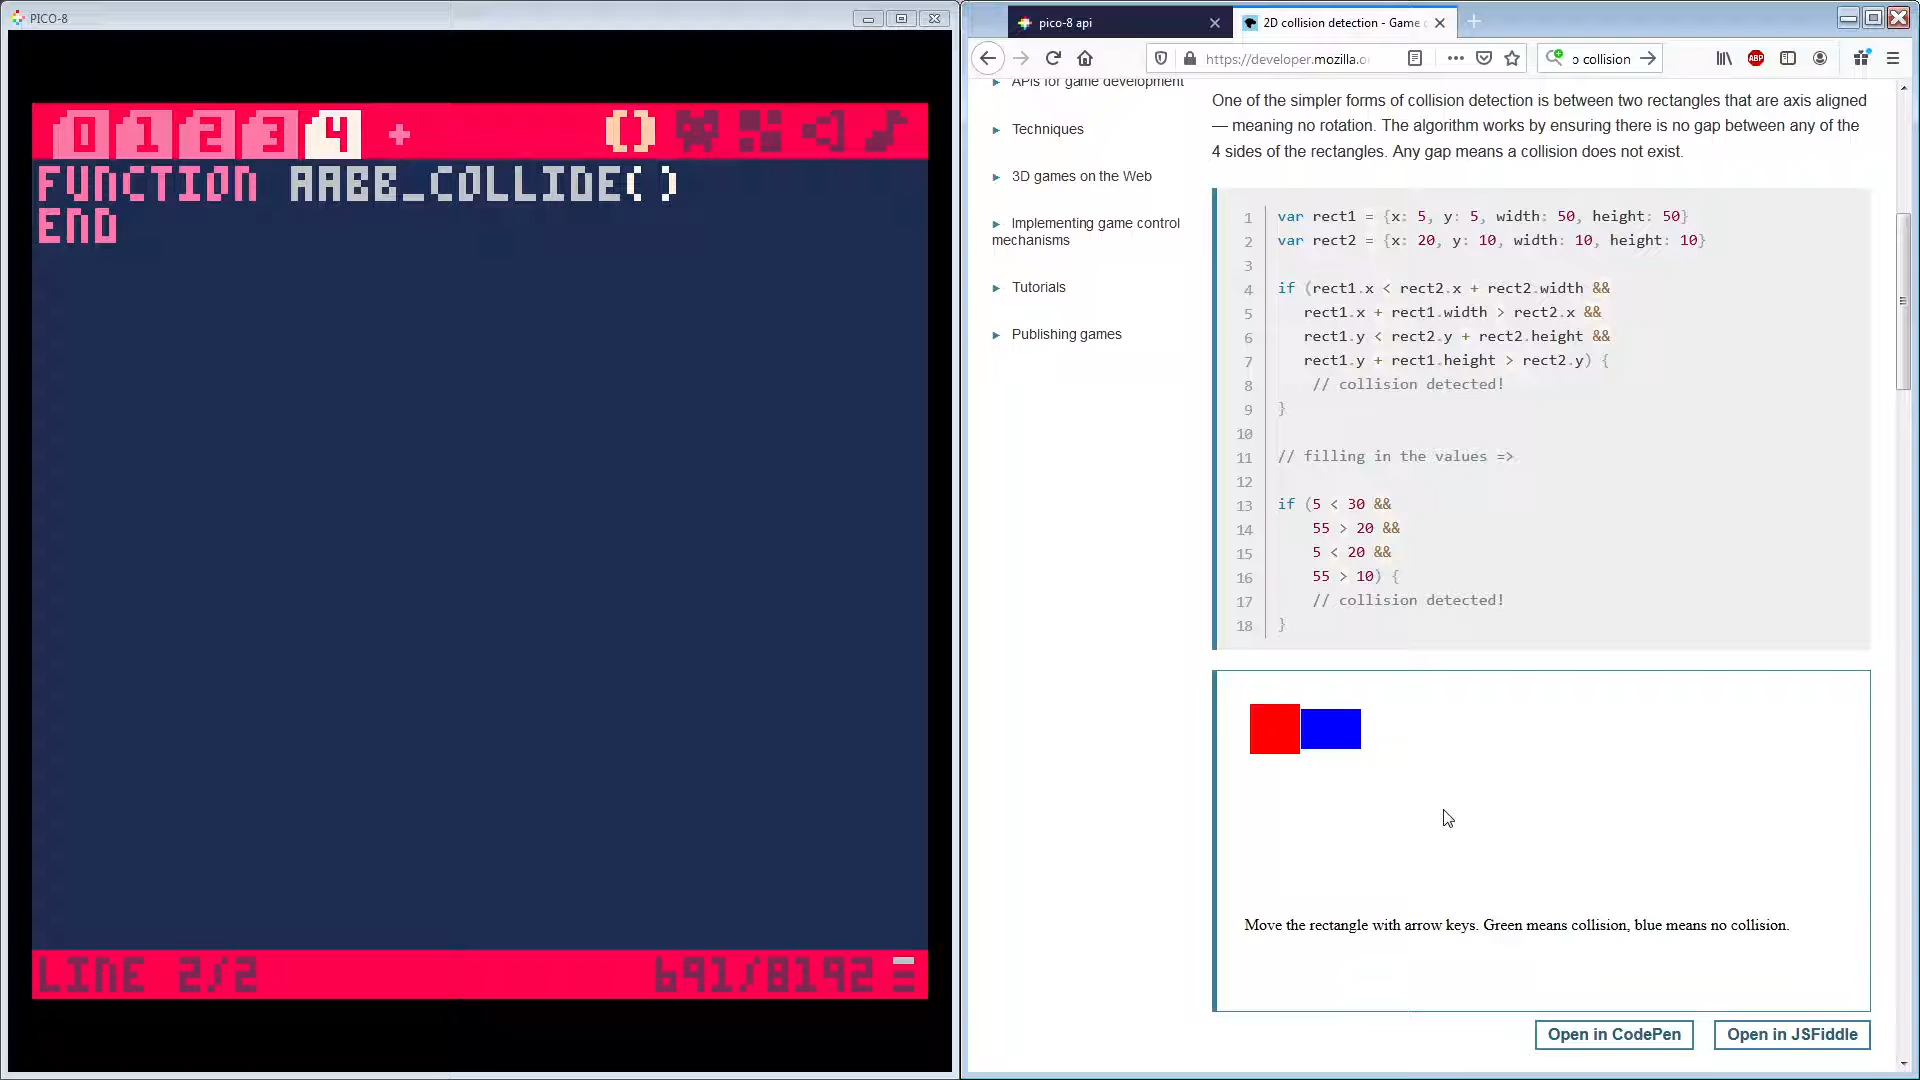 PICO-8
0 1 2 3 4 +
FUNCTION AABB_COLLIDE()
END
LINE 2/2
691/8192
pico-8 api
2D collision detection - Game
https://developer.mozilla.o
ABP
collision
APIs for game development
Techniques
3D games on the Web
Implementing game control
mechanisms
Tutorials
Publishing games
One of the simpler forms of collision detection is between two rectangles that are axis aligned
— meaning no rotation. The algorithm works by ensuring there is no gap between any of the
4 sides of the rectangles. Any gap means a collision does not exist.
1 var rect1 = {x: 5, y: 5, width: 50, height: 50}
2 var rect2 = {x: 20, y: 10, width: 10, height: 10}
3
4 if (rect1.x < rect2.x + rect2.width &&
5 rect1.x + rect1.width > rect2.x &&
6 rect1.y < rect2.y + rect2.height &&
7 rect1.y + rect1.height > rect2.y) {
8 // collision detected!
9 }
10
11 // filling in the values =>
12
13 if (5 < 30 &&
14 55 > 20 &&
15 5 < 20 &&
16 55 > 10) {
17 // collision detected!
18 }
Move the rectangle with arrow keys. Green means collision, blue means no collision.
Open in CodePen
Open in JSFiddle